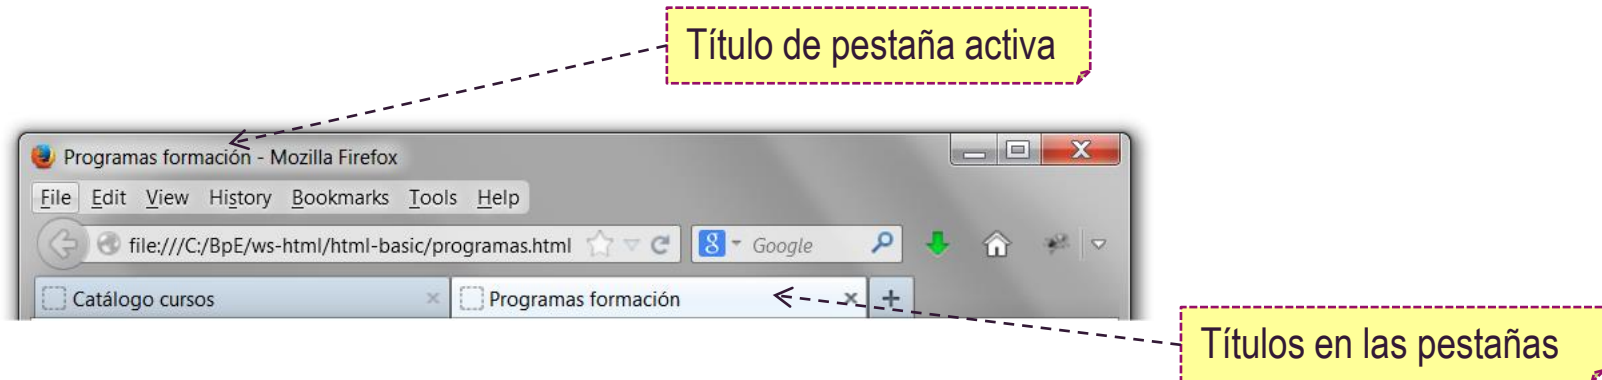 Título de pestaña activa
Programas formación - Mozilla Firefox
File Edit View History Bookmarks Tools Help
file:///C:/BpE/ws-html/html-basic/programas.html 8 Google
Catálogo cursos Programas formación
Títulos en las pestañas